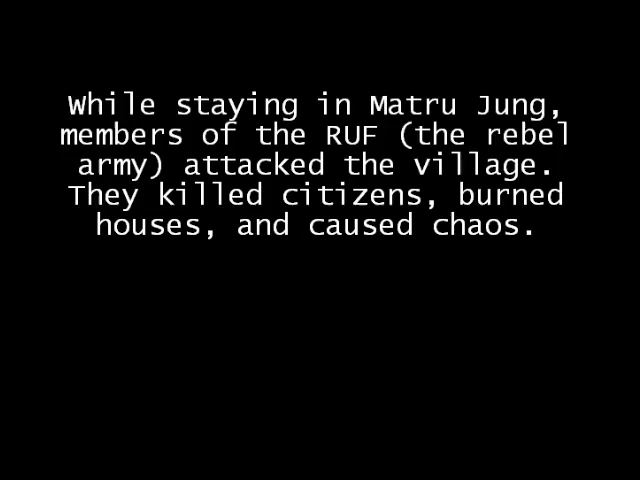 While staying in Matru Jung,
members of the RUF (the rebel
army) attacked the village.
They killed citizens, burned
houses, and caused chaos.